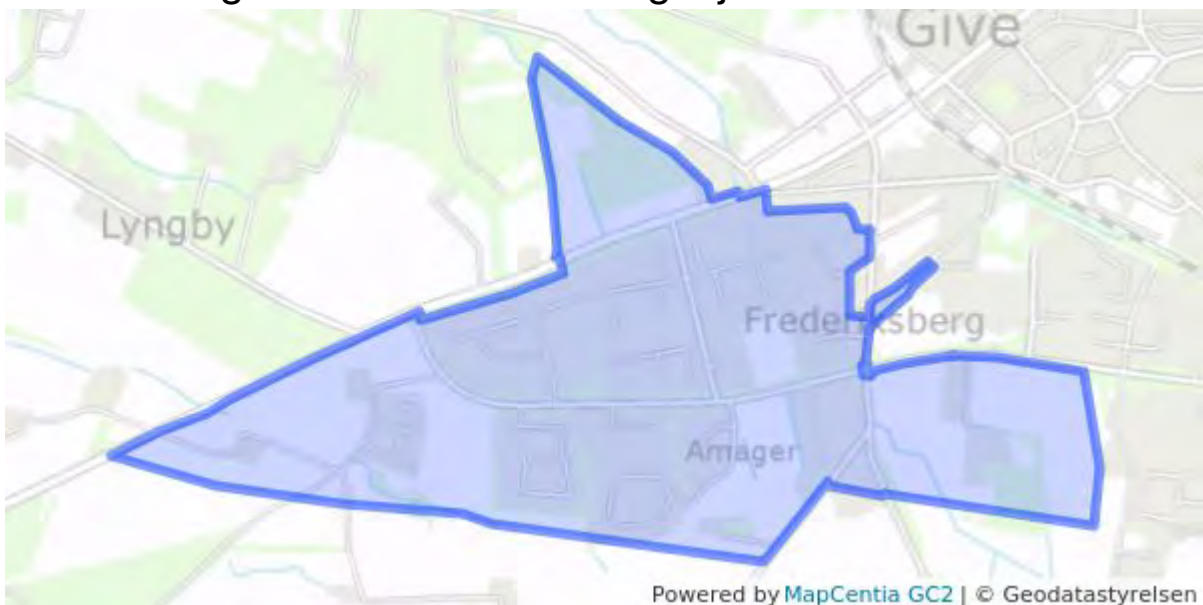 Give
Lyngby
Frederiksberg
Amager
Powered by MapCentia GC2 | © Geodatastyrelsen